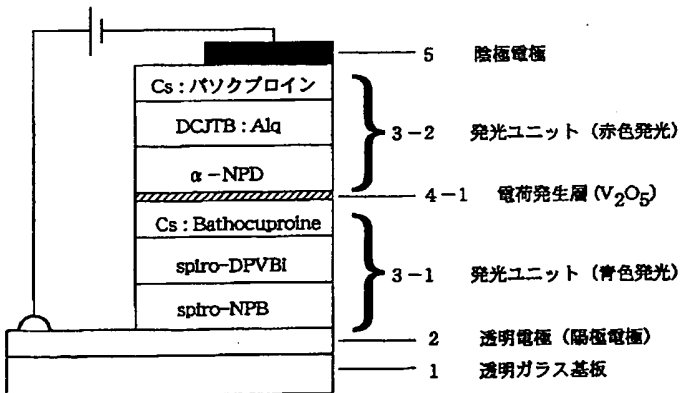 5 陰極電極
Cs：バソクプロイン
DCJTB : Alq
3－2 発光ユニット（赤色発光）
α－NPD
4－1 電荷発生層 (V₂O₅)
Cs : Bathocuproine
spiro-DPVBi
3－1 発光ユニット（青色発光）
spiro-NPB
2 透明電極（陽極電極）
1 透明ガラス基板